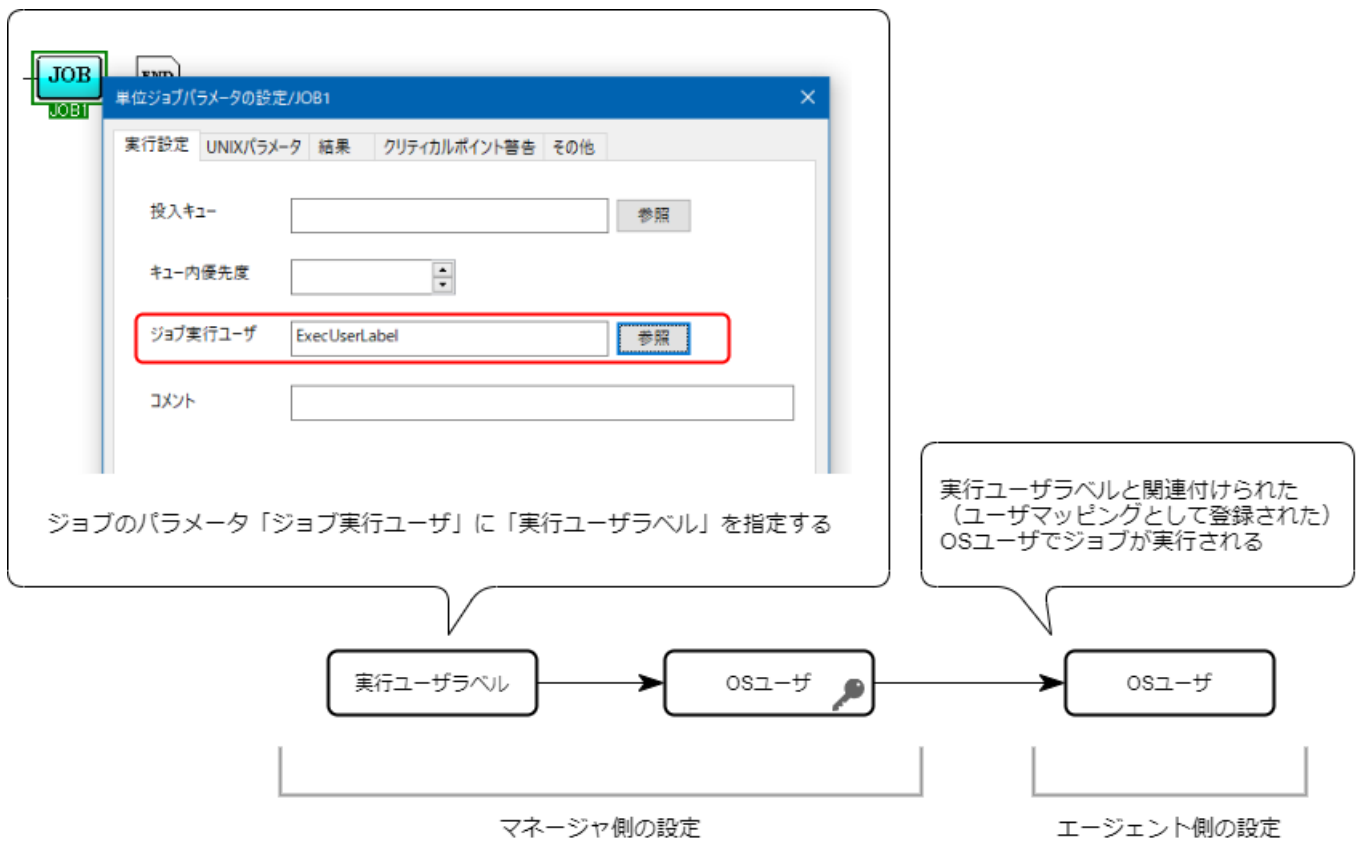 JOB
END
JOB1
単位ジョブパラメータの設定/JOB1
実行設定 UNIXパラメータ 結果 クリティカルポイント警告 その他
投入キュー 参照
キュー内優先度
ジョブ実行ユーザ ExecUserLabel 参照
コメント
ジョブのパラメータ「ジョブ実行ユーザ」に「実行ユーザラベル」を指定する
実行ユーザラベルと関連付けられた
（ユーザマッピングとして登録された）
OSユーザでジョブが実行される
実行ユーザラベル OSユーザ OSユーザ
マネージャ側の設定 エージェント側の設定